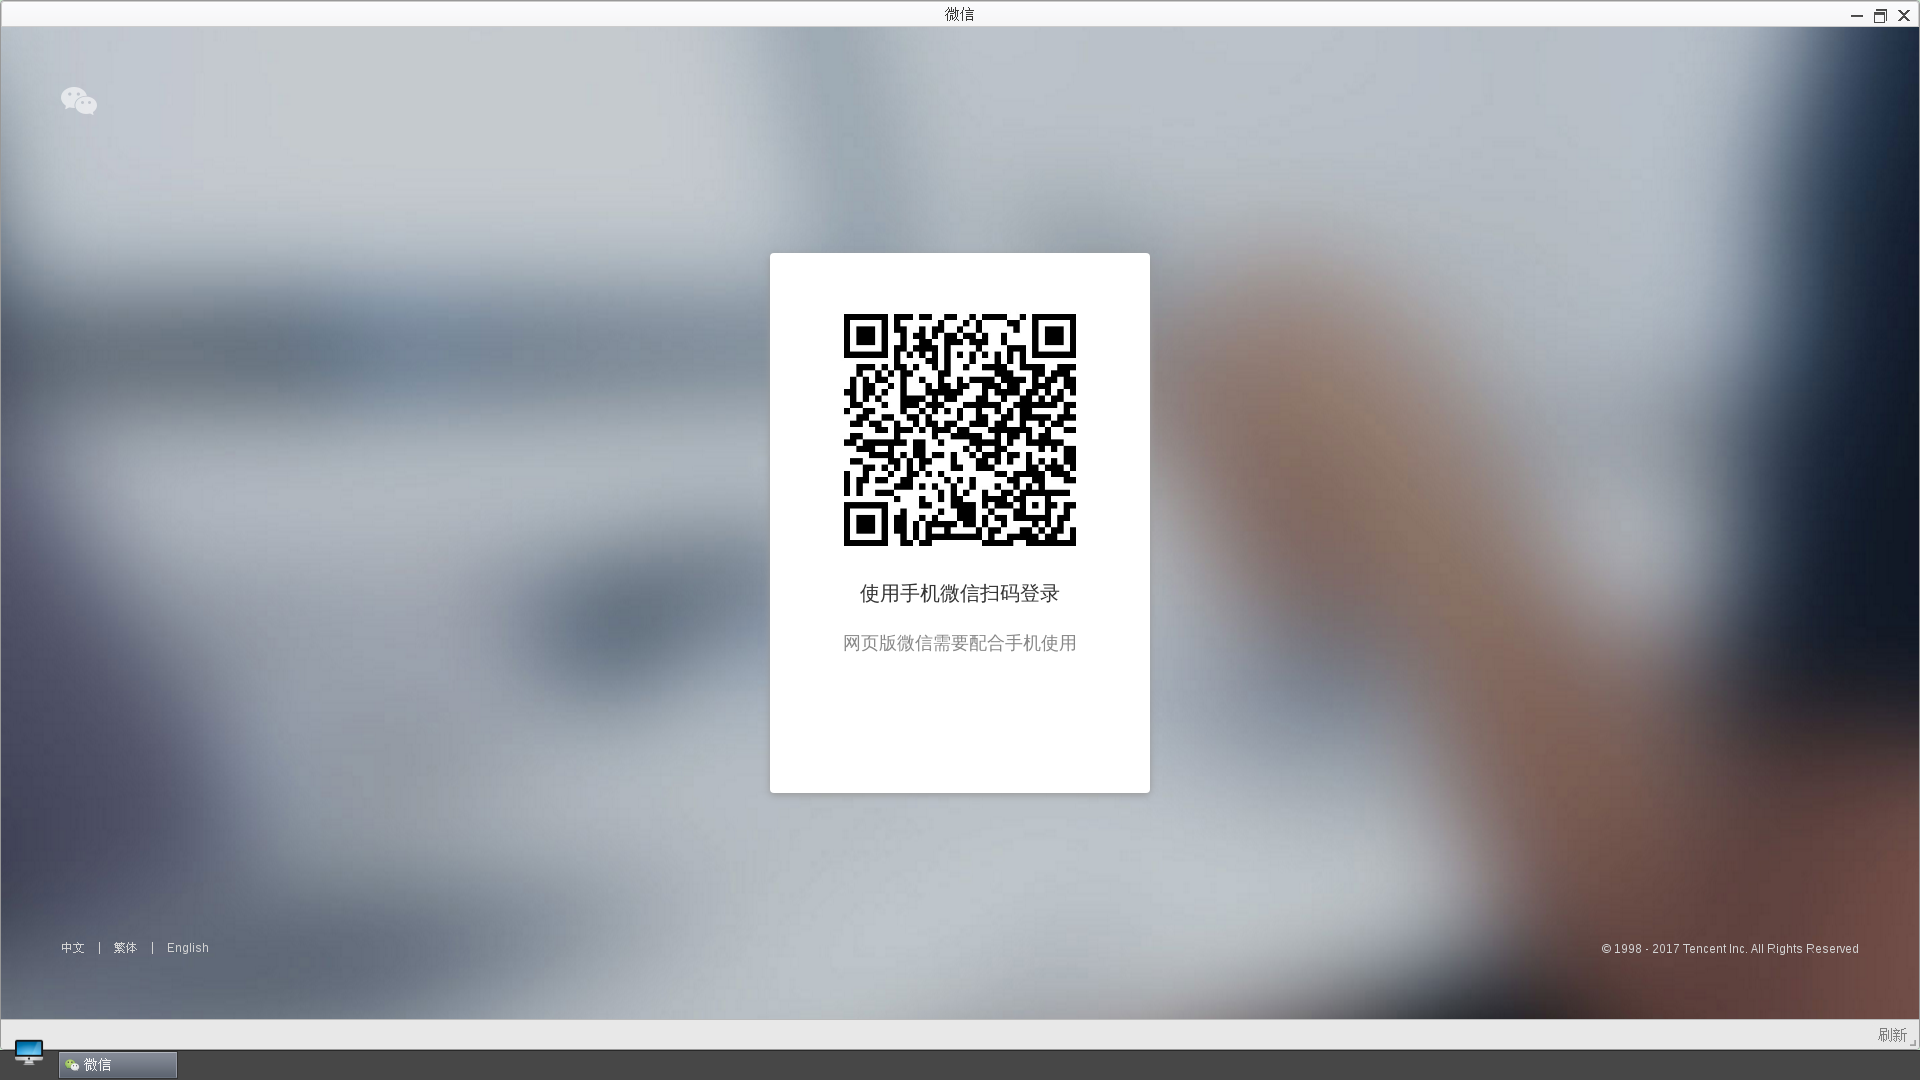 微信
使用手机微信扫码登录
网页版微信需要配合手机使用
中文 | 繁体 | English
© 1998 - 2017 Tencent Inc. All Rights Reserved
刷新
微信